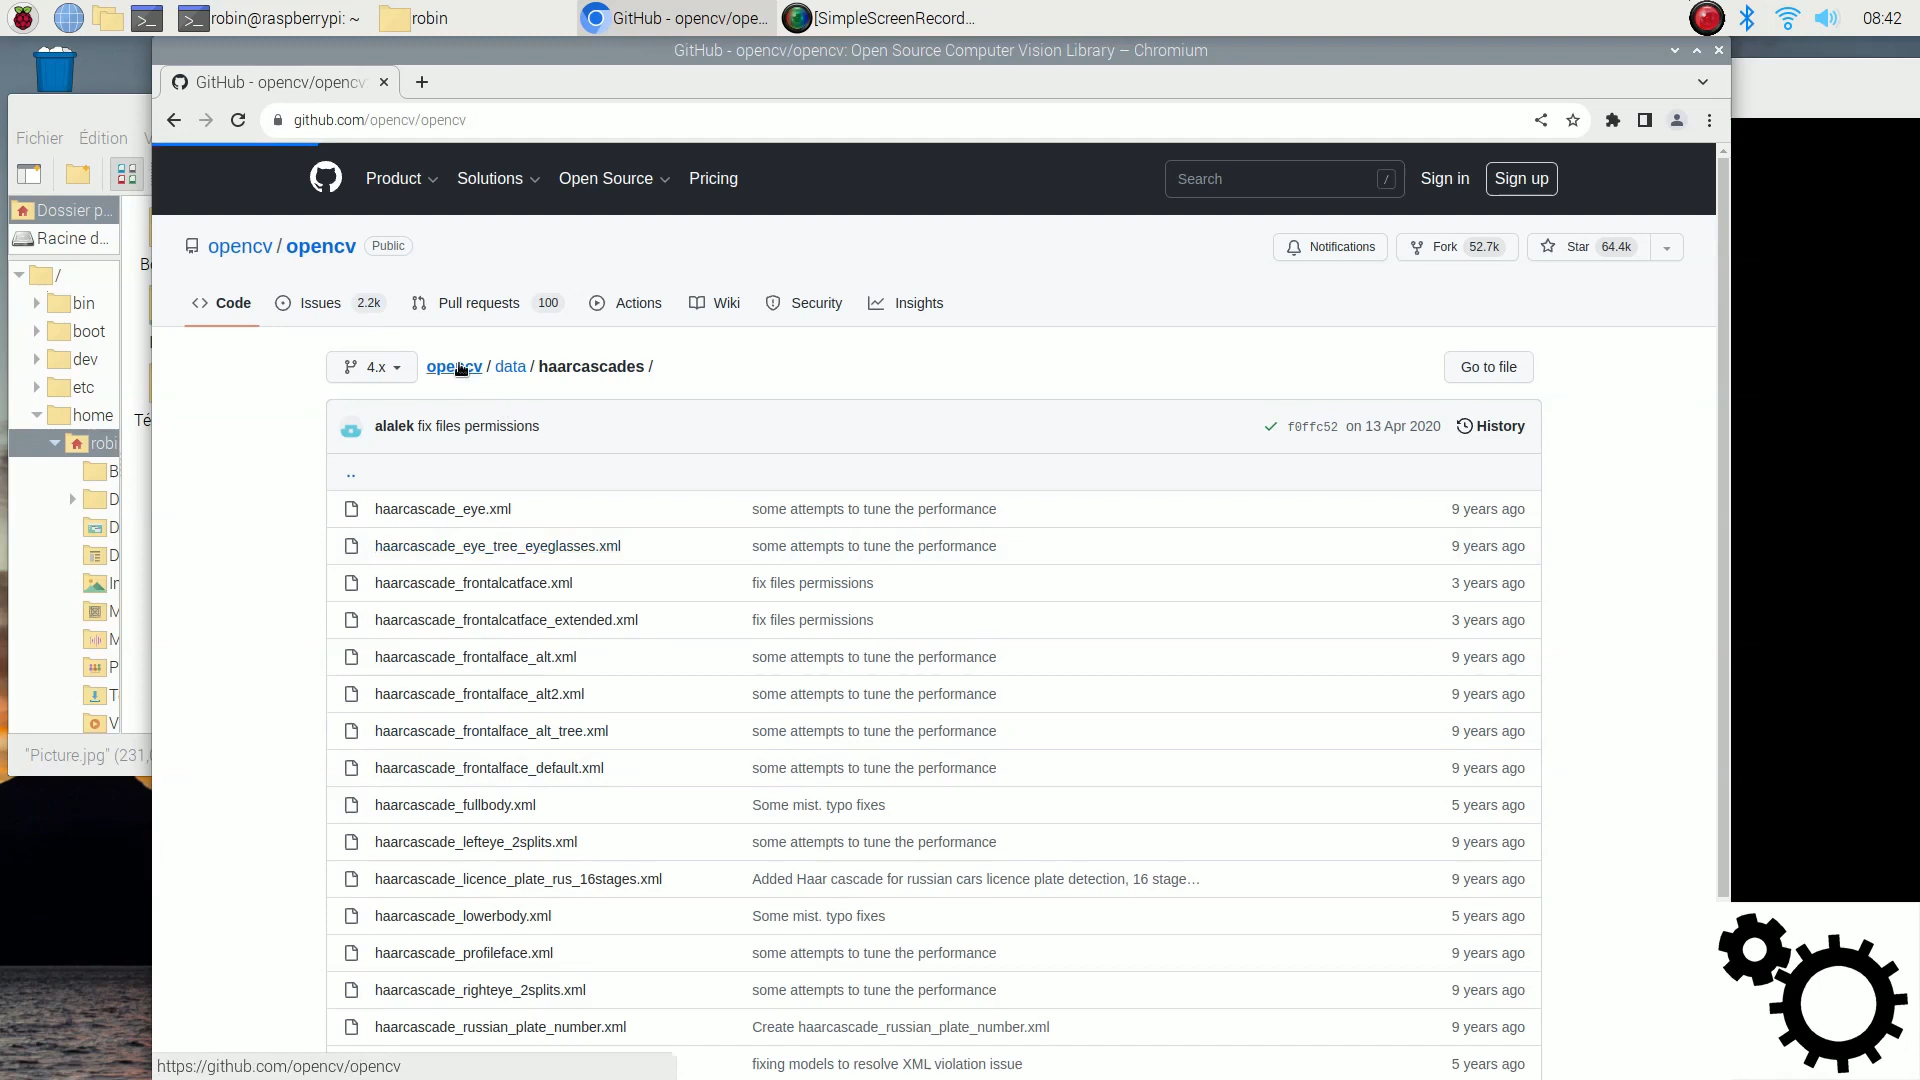 robin@raspberrypi: ~
robin
GitHub - opencv/ope...
[SimpleScreenRecord...
08:42
GitHub - opencv/opencv: Open Source Computer Vision Library – Chromium
GitHub - opencv/opencv
github.com/opencv/opencv
Fichier Édition V
Dossier p...
Racine d...
/
bin
boot
dev
etc
home
robi
B
D
D
D
In
M
M
P
T
V
Té
"Picture.jpg" (231,
Product Solutions Open Source Pricing
Search /
Sign in Sign up
opencv / opencv Public
Notifications Fork 52.7k Star 64.4k
Code Issues 2.2k Pull requests 100 Actions Wiki Security Insights
4.x opencv / data / haarcascades / Go to file
alalek fix files permissions f0ffc52 on 13 Apr 2020 History
..
haarcascade_eye.xml some attempts to tune the performance 9 years ago
haarcascade_eye_tree_eyeglasses.xml some attempts to tune the performance 9 years ago
haarcascade_frontalcatface.xml fix files permissions 3 years ago
haarcascade_frontalcatface_extended.xml fix files permissions 3 years ago
haarcascade_frontalface_alt.xml some attempts to tune the performance 9 years ago
haarcascade_frontalface_alt2.xml some attempts to tune the performance 9 years ago
haarcascade_frontalface_alt_tree.xml some attempts to tune the performance 9 years ago
haarcascade_frontalface_default.xml some attempts to tune the performance 9 years ago
haarcascade_fullbody.xml Some mist. typo fixes 5 years ago
haarcascade_lefteye_2splits.xml some attempts to tune the performance 9 years ago
haarcascade_licence_plate_rus_16stages.xml Added Haar cascade for russian cars licence plate detection, 16 stage… 9 years ago
haarcascade_lowerbody.xml Some mist. typo fixes 5 years ago
haarcascade_profileface.xml some attempts to tune the performance 9 years ago
haarcascade_righteye_2splits.xml some attempts to tune the performance 9 years ago
haarcascade_russian_plate_number.xml Create haarcascade_russian_plate_number.xml 9 years ago
fixing models to resolve XML violation issue 5 years ago
https://github.com/opencv/opencv